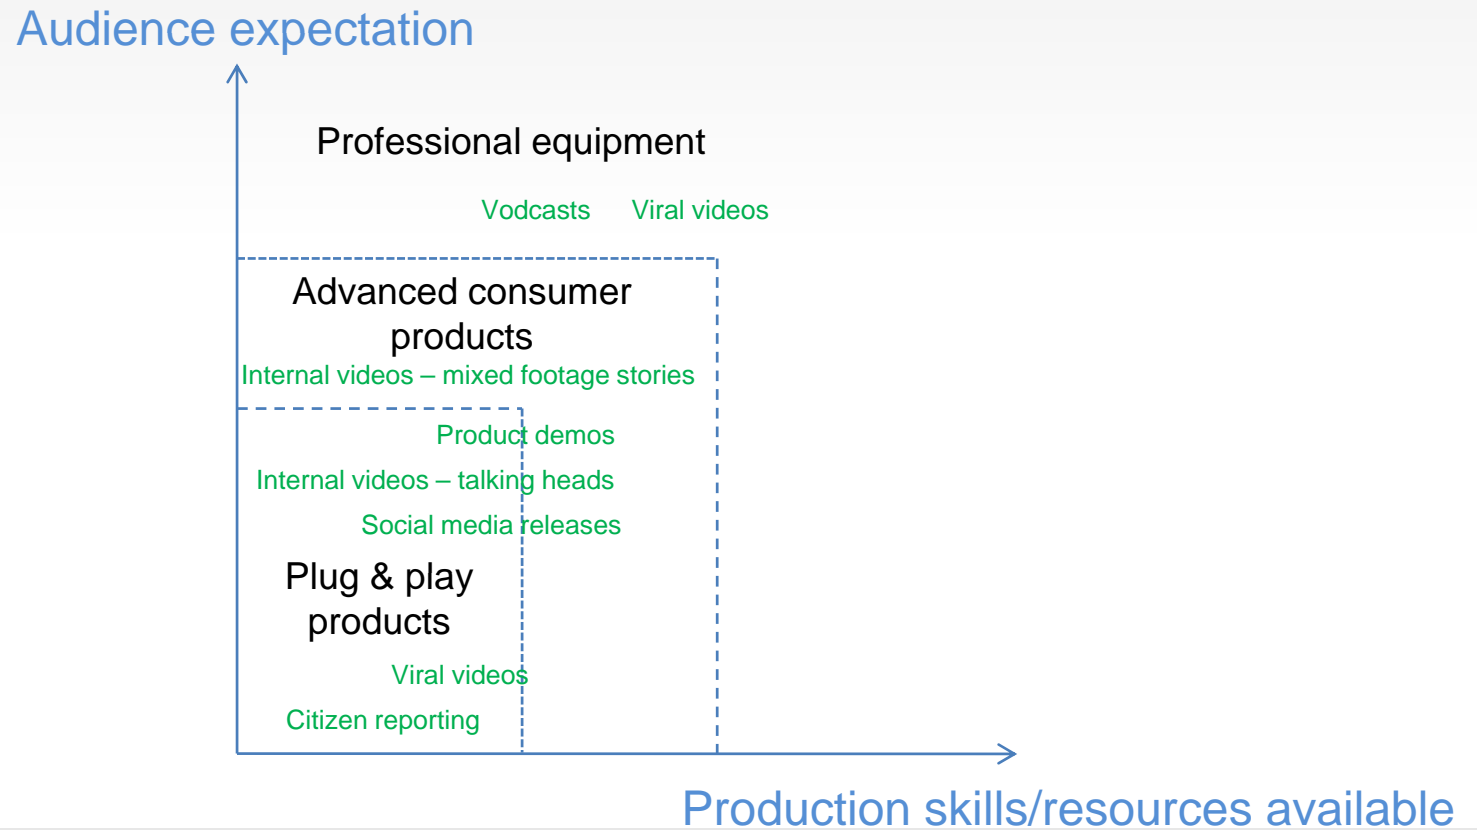 Audience expectation
Professional equipment
Vodcasts
Viral videos
Advanced consumer
products
Internal videos – mixed footage stories
Product demos
Internal videos – talking heads
Social media releases
Plug & play
products
Viral videos
Citizen reporting
Production skills/resources available